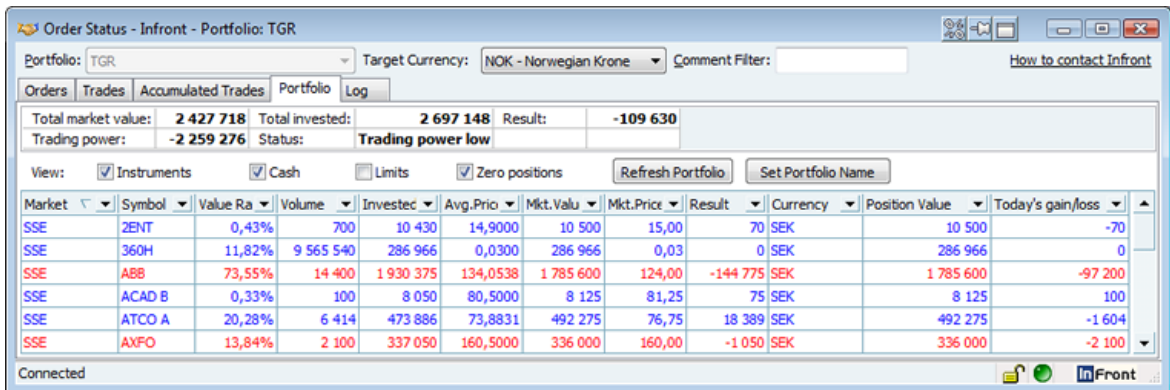 Order Status - Infront - Portfolio: TGR
Portfolio: TGR Target Currency: NOK - Norwegian Krone Comment Filter: How to contact Infront
Orders Trades Accumulated Trades Portfolio Log
Total market value: 2 427 718 Total invested: 2 697 148 Result: -109 630
Trading power: -2 259 276 Status: Trading power low
View: Instruments Cash Limits Zero positions Refresh Portfolio Set Portfolio Name
Market Symbol Value Ra Volume Invested Avg.Pric Mkt.Valu Mkt.Price Result Currency Position Value Today's gain/loss
SSE 2ENT 0,43% 700 10 430 14,9000 10 500 15,00 70 SEK 10 500 -70
SSE 360H 11,82% 9 565 540 286 966 0,0300 286 966 0,03 0 SEK 286 966 0
SSE ABB 73,55% 14 400 1 930 375 134,0538 1 785 600 124,00 -144 775 SEK 1 785 600 -97 200
SSE ACAD B 0,33% 100 8 050 80,5000 8 125 81,25 75 SEK 8 125 100
SSE ATCO A 20,28% 6 414 473 886 73,8831 492 275 76,75 18 389 SEK 492 275 -1 604
SSE AXFO 13,84% 2 100 337 050 160,5000 336 000 160,00 -1 050 SEK 336 000 -2 100
Connected InFront